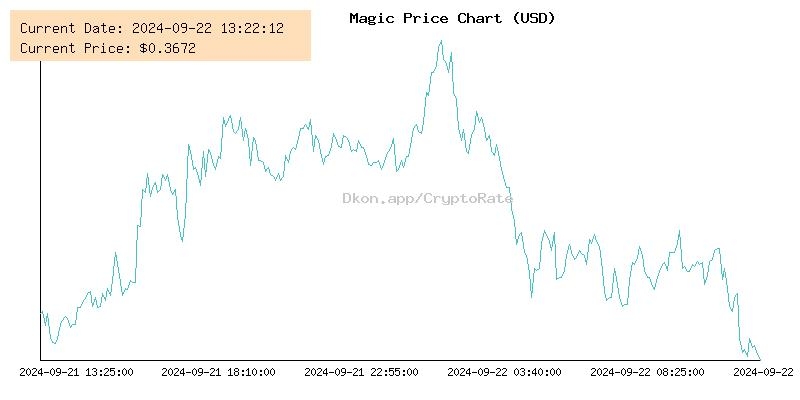 Magic Price Chart (USD)
Current Date: 2024-09-22 13:22:12
Current Price: $0.3672
Dkon.app/CryptoRate
2024-09-21 13:25:00 2024-09-21 18:10:00 2024-09-21 22:55:00 2024-09-22 03:40:00 2024-09-22 08:25:00 2024-09-22